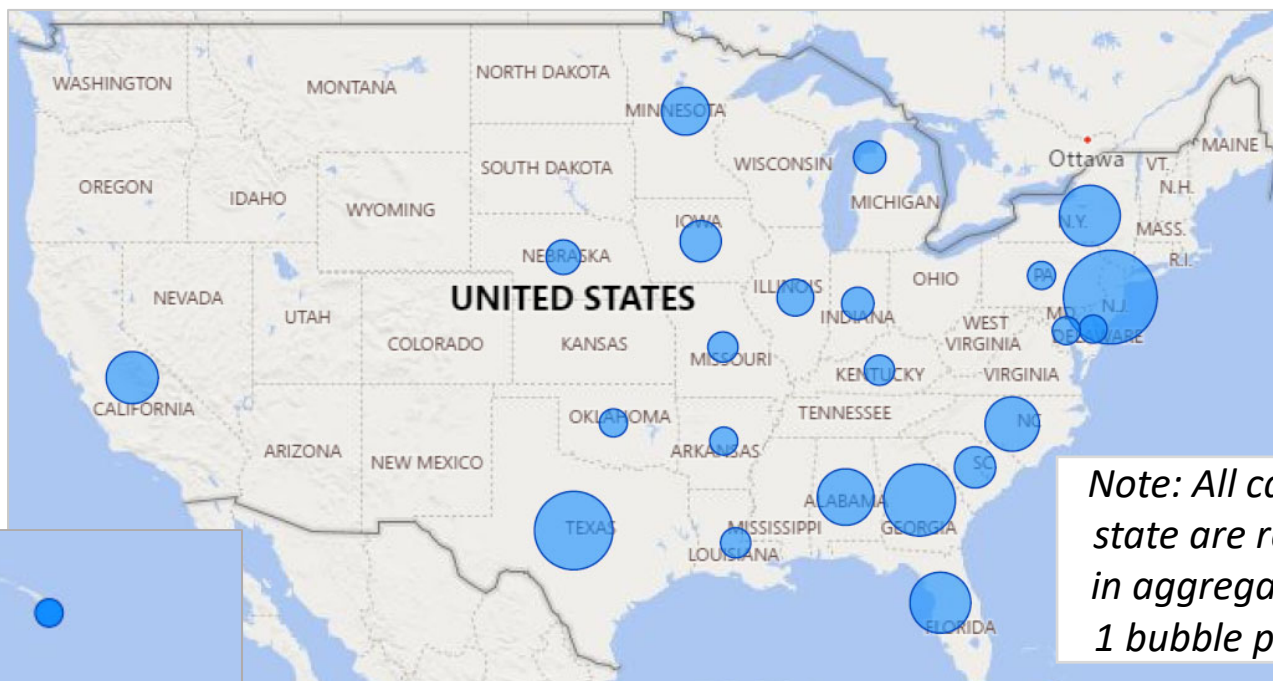 WASHINGTON
MONTANA
NORTH DAKOTA
MINNESOTA
MAINE
Ottawa
VT.
N.H.
OREGON
IDAHO
WYOMING
SOUTH DAKOTA
WISCONSIN
MICHIGAN
N.Y.
MASS.
R.I.
NEBRASKA
IOWA
NEVADA
UTAH
UNITED STATES
ILLINOIS
INDIANA
OHIO
PA
N.J.
MD.
DELAWARE
COLORADO
KANSAS
MISSOURI
WEST
VIRGINIA
KENTUCKY
VIRGINIA
CALIFORNIA
OKLAHOMA
TENNESSEE
NC
ARIZONA
NEW MEXICO
ARKANSAS
SC
TEXAS
MISSISSIPPI
ALABAMA
GEORGIA
LOUISIANA
FLORIDA
Note: All
state are
in
1 bubble